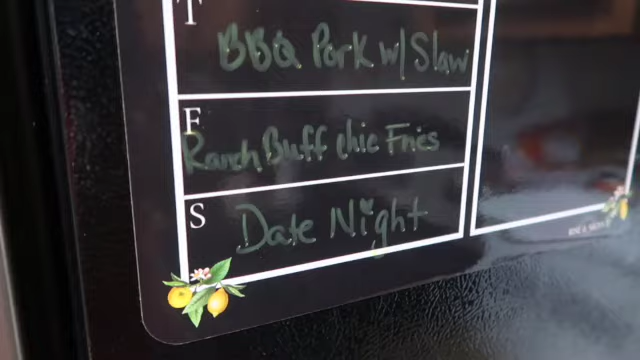 T
BBQ Pork w/ Slaw
F
Ranch Buff chic Fries
S
Date Night